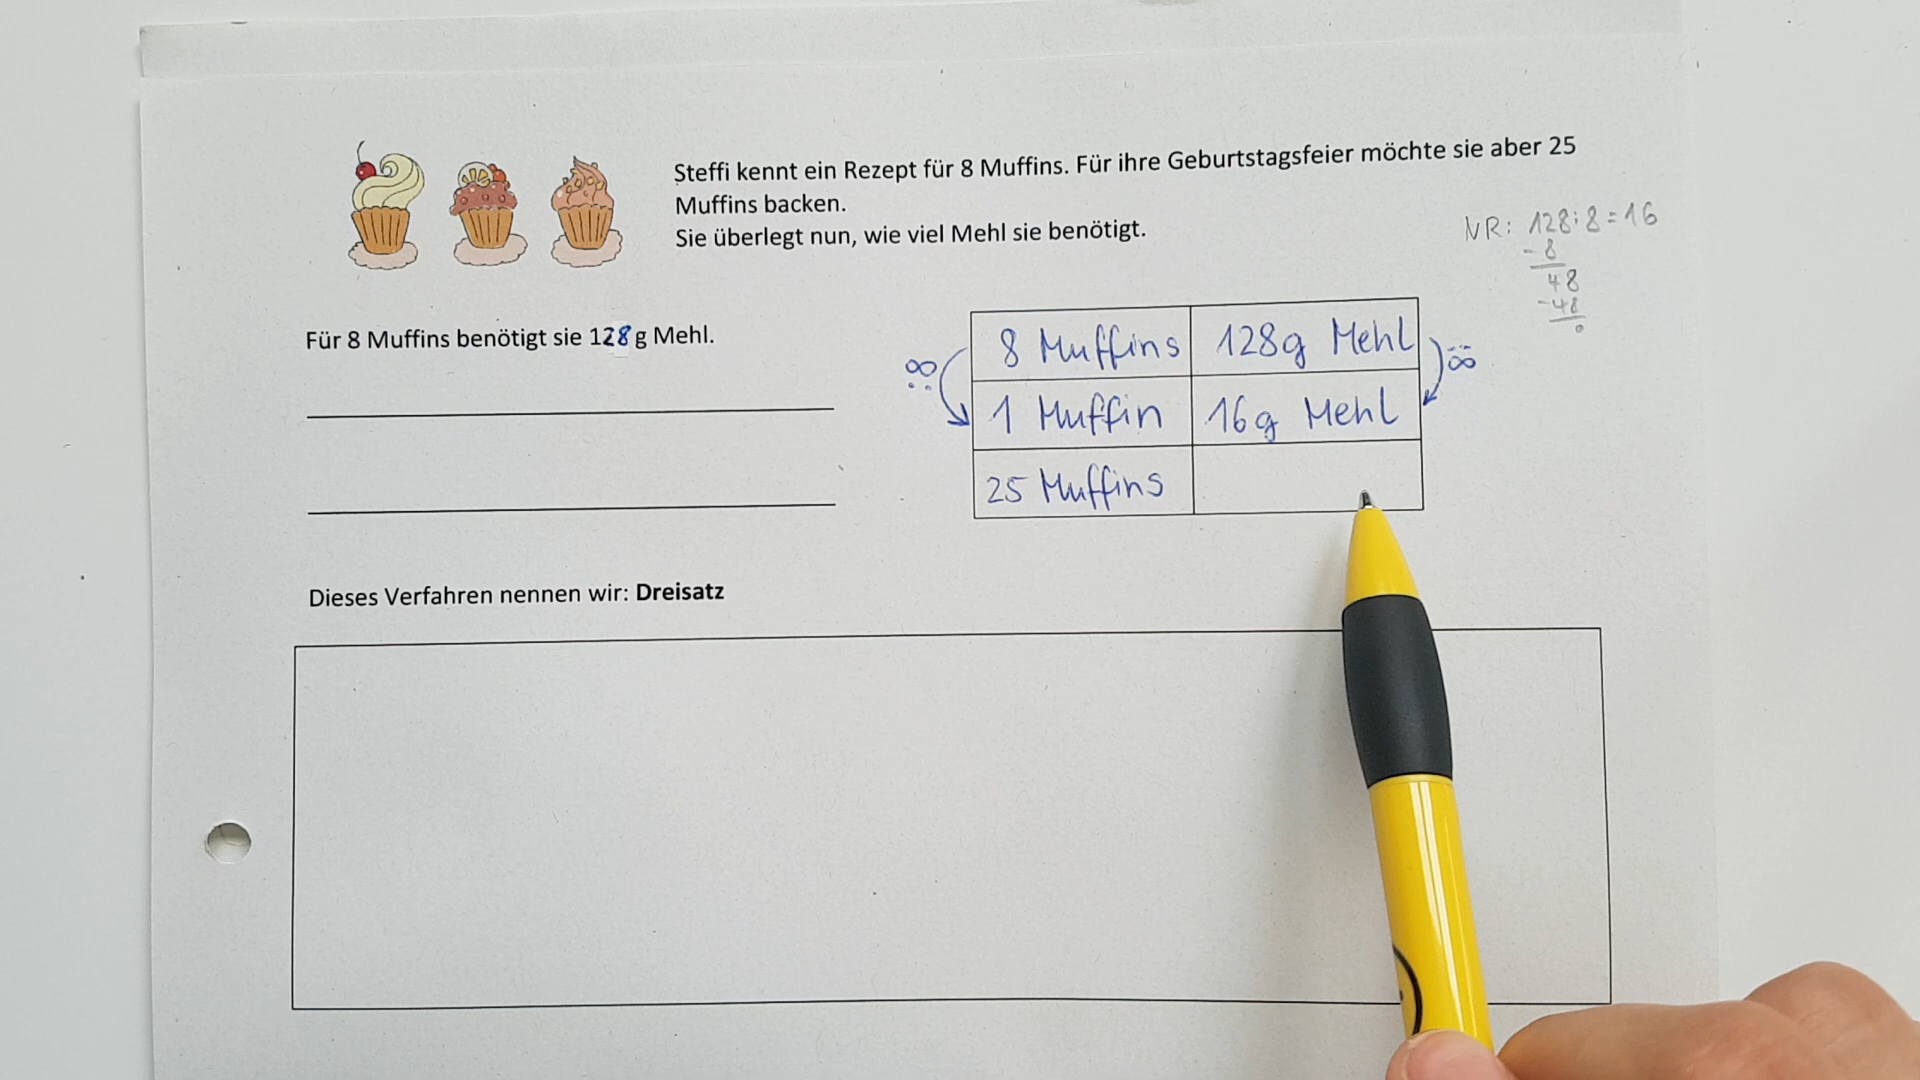 Steffi kennt ein Rezept für 8 Muffins. Für ihre Geburtstagsfeier möchte sie aber 25
Muffins backen.
Sie überlegt nun, wie viel Mehl sie benötigt.
NR: 128:8=16
-8
48
-48
0
Für 8 Muffins benötigt sie 128g Mehl.
8 Muffins 128g Mehl
:8 :8
1 Muffin 16g Mehl
25 Muffins
Dieses Verfahren nennen wir: Dreisatz